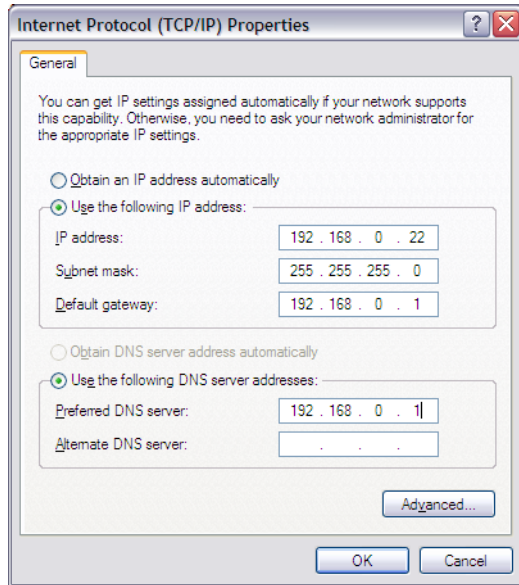 Internet Protocol (TCP/IP) Properties
General
You can get IP settings assigned automatically if your network supports
this capability. Otherwise, you need to ask your network administrator for
the appropriate IP settings.
Obtain an IP address automatically
Use the following IP address:
IP address: 192 . 168 . 0 . 22
Subnet mask: 255 . 255 . 255 . 0
Default gateway: 192 . 168 . 0 . 1
Obtain DNS server address automatically
Use the following DNS server addresses:
Preferred DNS server: 192 . 168 . 0 . 1
Alternate DNS server: . . .
Advanced...
OK Cancel